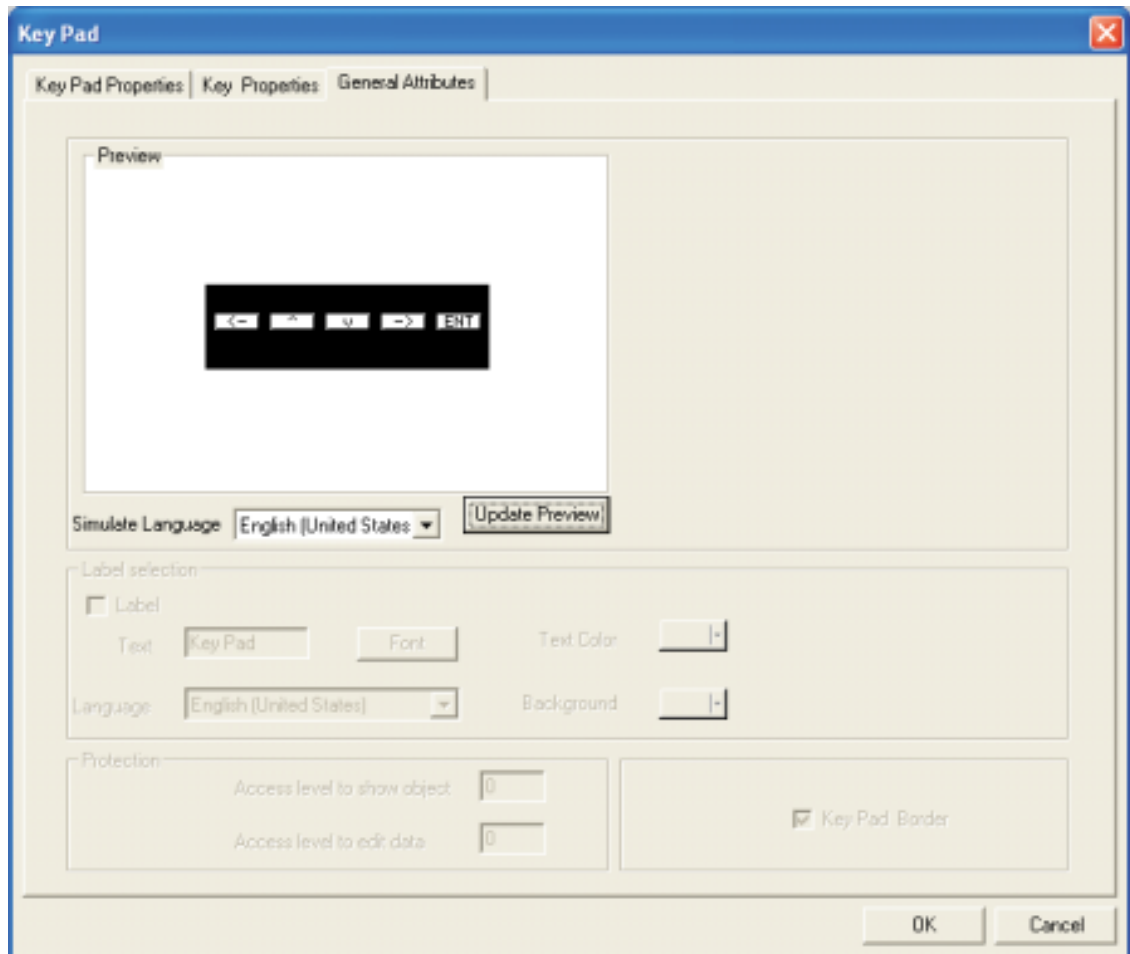 Key Pad
Key Pad Properties Key Properties General Attributes
Preview
<- ^ v -> ENT
Simulate Language English (United States Update Preview
Label selection
Label
Text Key Pad Font Text Color
Language English (United States) Background
Protection
Access level to show object 0
Key Pad Border
Access level to edit data 0
OK Cancel